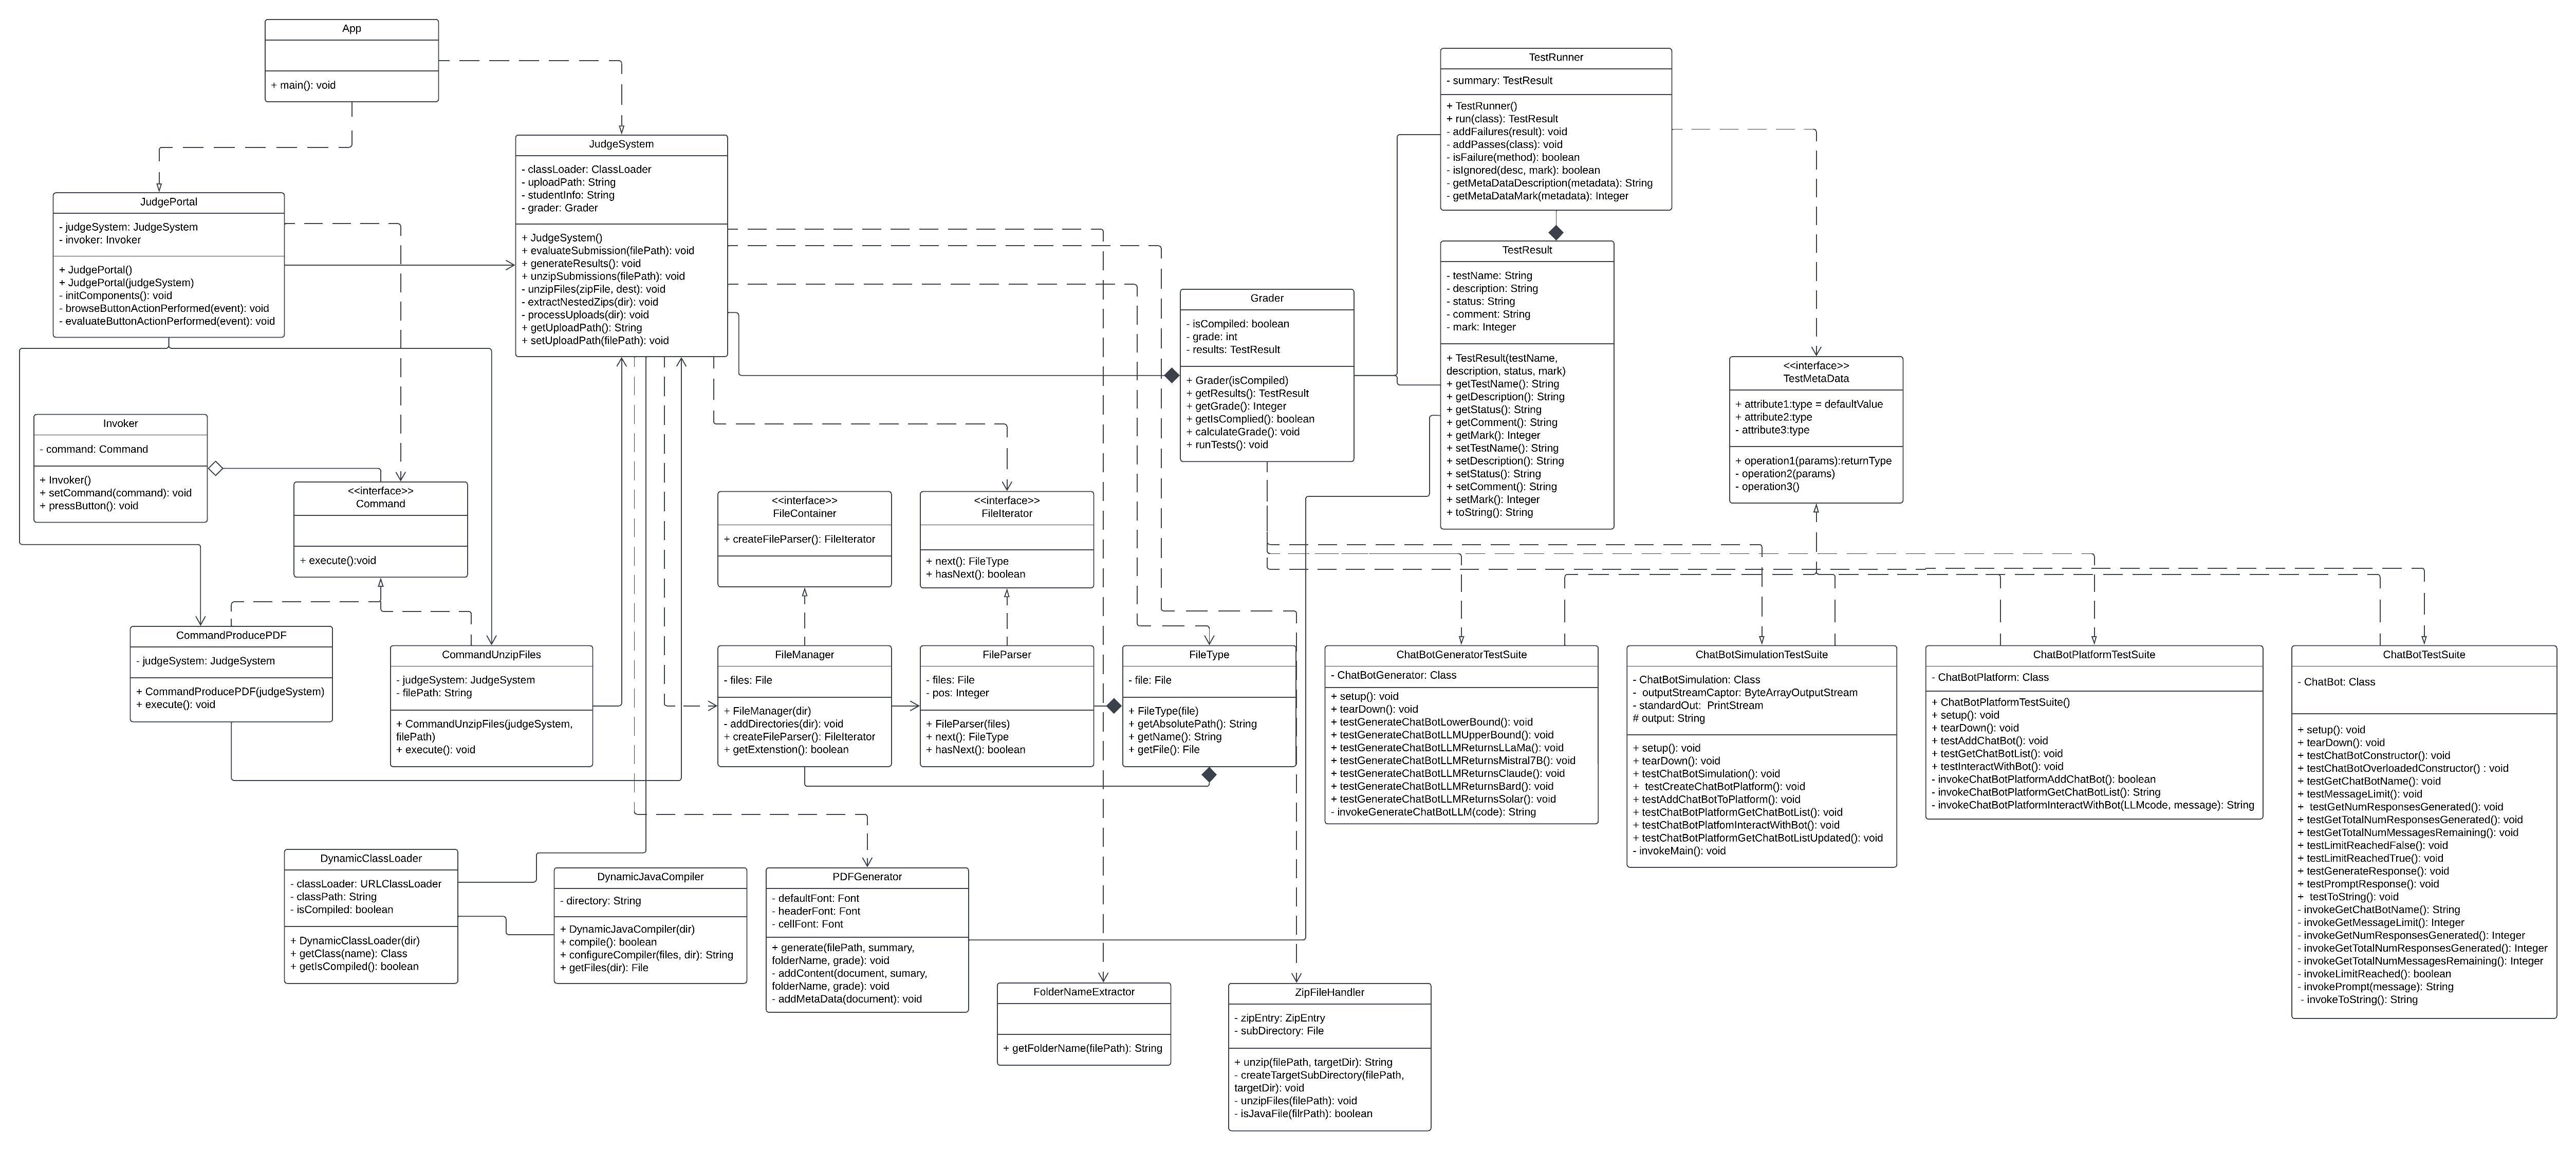 App
+ main(): void
TestRunner
- summary: TestResult
+ TestRunner()
+ run(class): TestResult
- addFailures(result): void
- addPasses(class): void
- isFailure(method): boolean
- isIgnored(desc, mark): boolean
- getMetaDataDescription(metadata): String
- getMetaDataMark(metadata): Integer
JudgeSystem
- classLoader: ClassLoader
- uploadPath: String
- studentInfo: String
- grader: Grader
+ JudgeSystem()
+ evaluateSubmission(filePath): void
+ generateResults(): void
+ unzipSubmissions(filePath): void
- unzipFiles(zipFile, dest): void
- extractNestedZips(dir): void
- processUploads(dir): void
+ getUploadPath(): String
+ setUploadPath(filePath): void
JudgePortal
- judgeSystem: JudgeSystem
- invoker: Invoker
+ JudgePortal()
+ JudgePortal(judgeSystem)
- initComponents(): void
- browseButtonActionPerformed(event): void
- evaluateButtonActionPerformed(event): void
TestResult
- testName: String
- description: String
- status: String
- comment: String
- mark: Integer
+ TestResult(testName,
description, status, mark)
+ getTestName(): String
+ getDescription(): String
+ getStatus(): String
+ getComment(): String
+ getMark(): Integer
+ setTestName(): String
+ setDescription(): String
+ setStatus(): String
+ setComment(): String
+ setMark(): Integer
+ toString(): String
Grader
- isCompiled: boolean
- grade: int
- results: TestResult
+ Grader(isCompiled)
+ getResults(): TestResult
+ getGrade(): Integer
+ getIsComplied(): boolean
+ calculateGrade(): void
+ runTests(): void
<<interface>>
TestMetaData
+ attribute1:type = defaultValue
+ attribute2:type
- attribute3:type
+ operation1(params):returnType
- operation2(params)
- operation3()
Invoker
- command: Command
+ Invoker()
+ setCommand(command): void
+ pressButton(): void
<<interface>>
Command
+ execute():void
<<interface>>
FileContainer
+ createFileParser(): FileIterator
<<interface>>
FileIterator
+ next(): FileType
+ hasNext(): boolean
CommandProducePDF
- judgeSystem: JudgeSystem
+ CommandProducePDF(judgeSystem)
+ execute(): void
CommandUnzipFiles
- judgeSystem: JudgeSystem
- filePath: String
+ CommandUnzipFiles(judgeSystem,
filePath)
+ execute(): void
FileManager
- files: File
+ FileManager(dir)
- addDirectories(dir): void
+ createFileParser(): FileIterator
+ getExtenstion(): boolean
FileParser
- files: File
- pos: Integer
+ FileParser(files)
+ next(): FileType
+ hasNext(): boolean
FileType
- file: File
+ FileType(file)
+ getAbsolutePath(): String
+ getName(): String
+ getFile(): File
ChatBotGeneratorTestSuite
- ChatBotGenerator: Class
+ setup(): void
+ tearDown(): void
+ testGenerateChatBotLowerBound(): void
+ testGenerateChatBotLLMUpperBound(): void
+ testGenerateChatBotLLMReturnsLLaMa(): void
+ testGenerateChatBotLLMReturnsMistral7B(): void
+ testGenerateChatBotLLMReturnsClaude(): void
+ testGenerateChatBotLLMReturnsBard(): void
+ testGenerateChatBotLLMReturnsSolar(): void
- invokeGenerateChatBotLLM(code): String
ChatBotSimulationTestSuite
- ChatBotSimulation: Class
- outputStreamCaptor: ByteArrayOutputStream
- standardOut: PrintStream
# output: String
+ setup(): void
+ tearDown(): void
+ testChatBotSimulation(): void
+ testCreateChatBotPlatform(): void
+ testAddChatBotToPlatform(): void
+ testChatBotPlatformGetChatBotList(): void
+ testChatBotPlatfomInteractWithBot(): void
+ testChatBotPlatformGetChatBotListUpdated(): void
- invokeMain(): void
ChatBotPlatformTestSuite
- ChatBotPlatform: Class
+ ChatBotPlatformTestSuite()
+ setup(): void
+ tearDown(): void
+ testAddChatBot(): void
+ testGetChatBotList(): void
+ testInteractWithBot(): void
- invokeChatBotPlatformAddChatBot(): boolean
- invokeChatBotPlatformGetChatBotList(): String
- invokeChatBotPlatformInteractWithBot(LLMcode, message): String
ChatBotTestSuite
- ChatBot: Class
+ setup(): void
+ tearDown(): void
+ testChatBotConstructor(): void
+ testChatBotOverloadedConstructor() : void
+ testGetChatBotName(): void
+ testMessageLimit(): void
+ testGetNumResponsesGenerated(): void
+ testGetTotalNumResponsesGenerated(): void
+ testGetTotalNumMessagesRemaining(): void
+ testLimitReachedFalse(): void
+ testLimitReachedTrue(): void
+ testGenerateResponse(): void
+ testPromptResponse(): void
+ testToString(): void
- invokeGetChatBotName(): String
- invokeGetMessageLimit(): Integer
- invokeGetNumResponsesGenerated(): Integer
- invokeGetTotalNumResponsesGenerated(): Integer
- invokeGetTotalNumMessagesRemaining(): Integer
- invokeLimitReached(): boolean
- invokePrompt(message): String
- invokeToString(): String
DynamicClassLoader
- classLoader: URLClassLoader
- classPath: String
- isCompiled: boolean
+ DynamicClassLoader(dir)
+ getClass(name): Class
+ getIsCompiled(): boolean
DynamicJavaCompiler
- directory: String
+ DynamicJavaCompiler(dir)
+ compile(): boolean
+ configureCompiler(files, dir): String
+ getFiles(dir): File
PDFGenerator
- defaultFont: Font
- headerFont: Font
- cellFont: Font
+ generate(filePath, summary,
folderName, grade): void
- addContent(document, sumary,
folderName, grade): void
- addMetaData(document): void
FolderNameExtractor
+ getFolderName(filePath): String
ZipFileHandler
- zipEntry: ZipEntry
- subDirectory: File
+ unzip(filePath, targetDir): String
- createTargetSubDirectory(filePath,
targetDir): void
- unzipFiles(filePath): void
- isJavaFile(filrPath): boolean